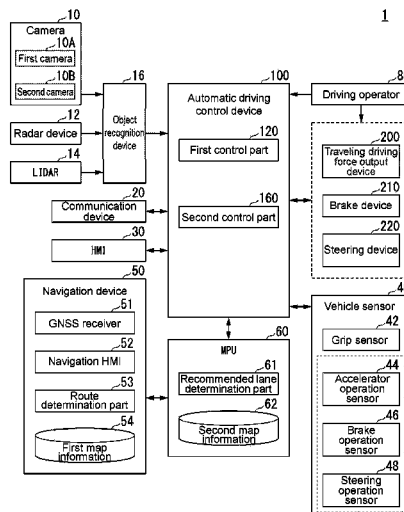 1
10
Camera
10A
First camera
10B
Second camera
12
Radar device
14
LIDAR
16
Object
recognition
device
20
Communication
device
30
HMI
50
Navigation device
51
GNSS receiver
52
Navigation HMI
53
Route
determination part
54
First map
information
100
Automatic driving
control device
120
First control part
160
Second control part
60
MPU
61
Recommended lane
determination part
62
Second map
information
8
Driving operator
200
Traveling driving
force output
device
210
Brake device
220
Steering device
4
Vehicle sensor
42
Grip sensor
44
Accelerator
operation
sensor
46
Brake
operation
sensor
48
Steering
operation
sensor